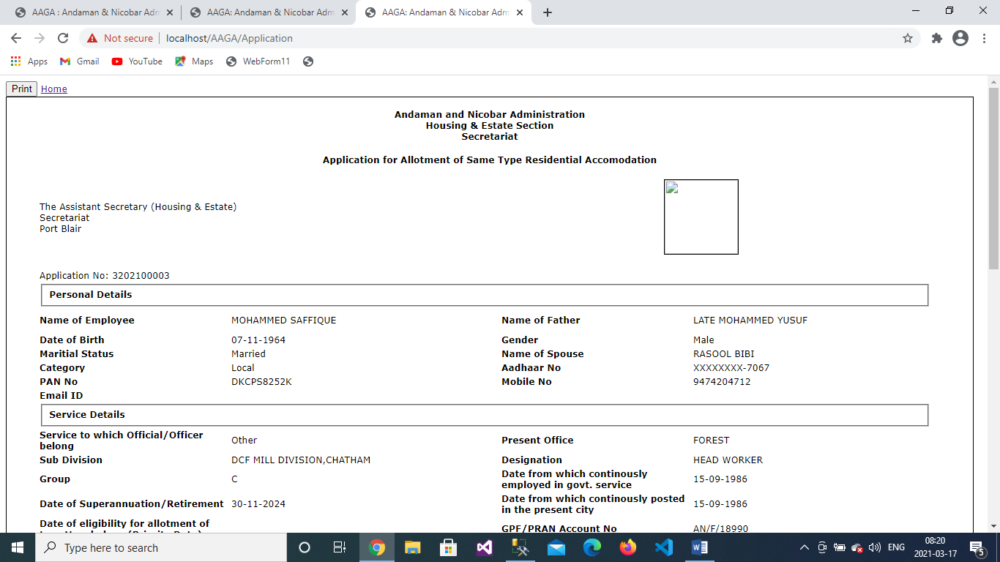 AAGA : Andaman & Nicobar Adm
AAGA: Andaman & Nicobar Adm
AAGA: Andaman & Nicobar Adm
Not secure
localhost/AAGA/Application
Apps
Gmail
YouTube
Maps
WebForm11
Print Home
Andaman and Nicobar Administration
Housing & Estate Section
Secretariat
Application for Allotment of Same Type Residential Accomodation
The Assistant Secretary (Housing & Estate)
Secretariat
Port Blair
Application No: 3202100003
Personal Details
Name of Employee MOHAMMED SAFFIQUE Name of Father LATE MOHAMMED YUSUF
Date of Birth 07-11-1964 Gender Male
Maritial Status Married Name of Spouse RASOOL BIBI
Category Local Aadhaar No XXXXXXXX-7067
PAN No DKCPS8252K Mobile No 9474204712
Email ID
Service Details
Service to which Official/Officer
belong Other Present Office FOREST
Sub Division DCF MILL DIVISION,CHATHAM Designation HEAD WORKER
Group C Date from which continously
employed in govt. service 15-09-1986
Date of Superannuation/Retirement 30-11-2024 Date from which continously posted
in the present city 15-09-1986
Date of eligibility for allotment of
GPF/PRAN Account No AN/F/18990
Type here to search
ENG
08:20
2021-03-17
5